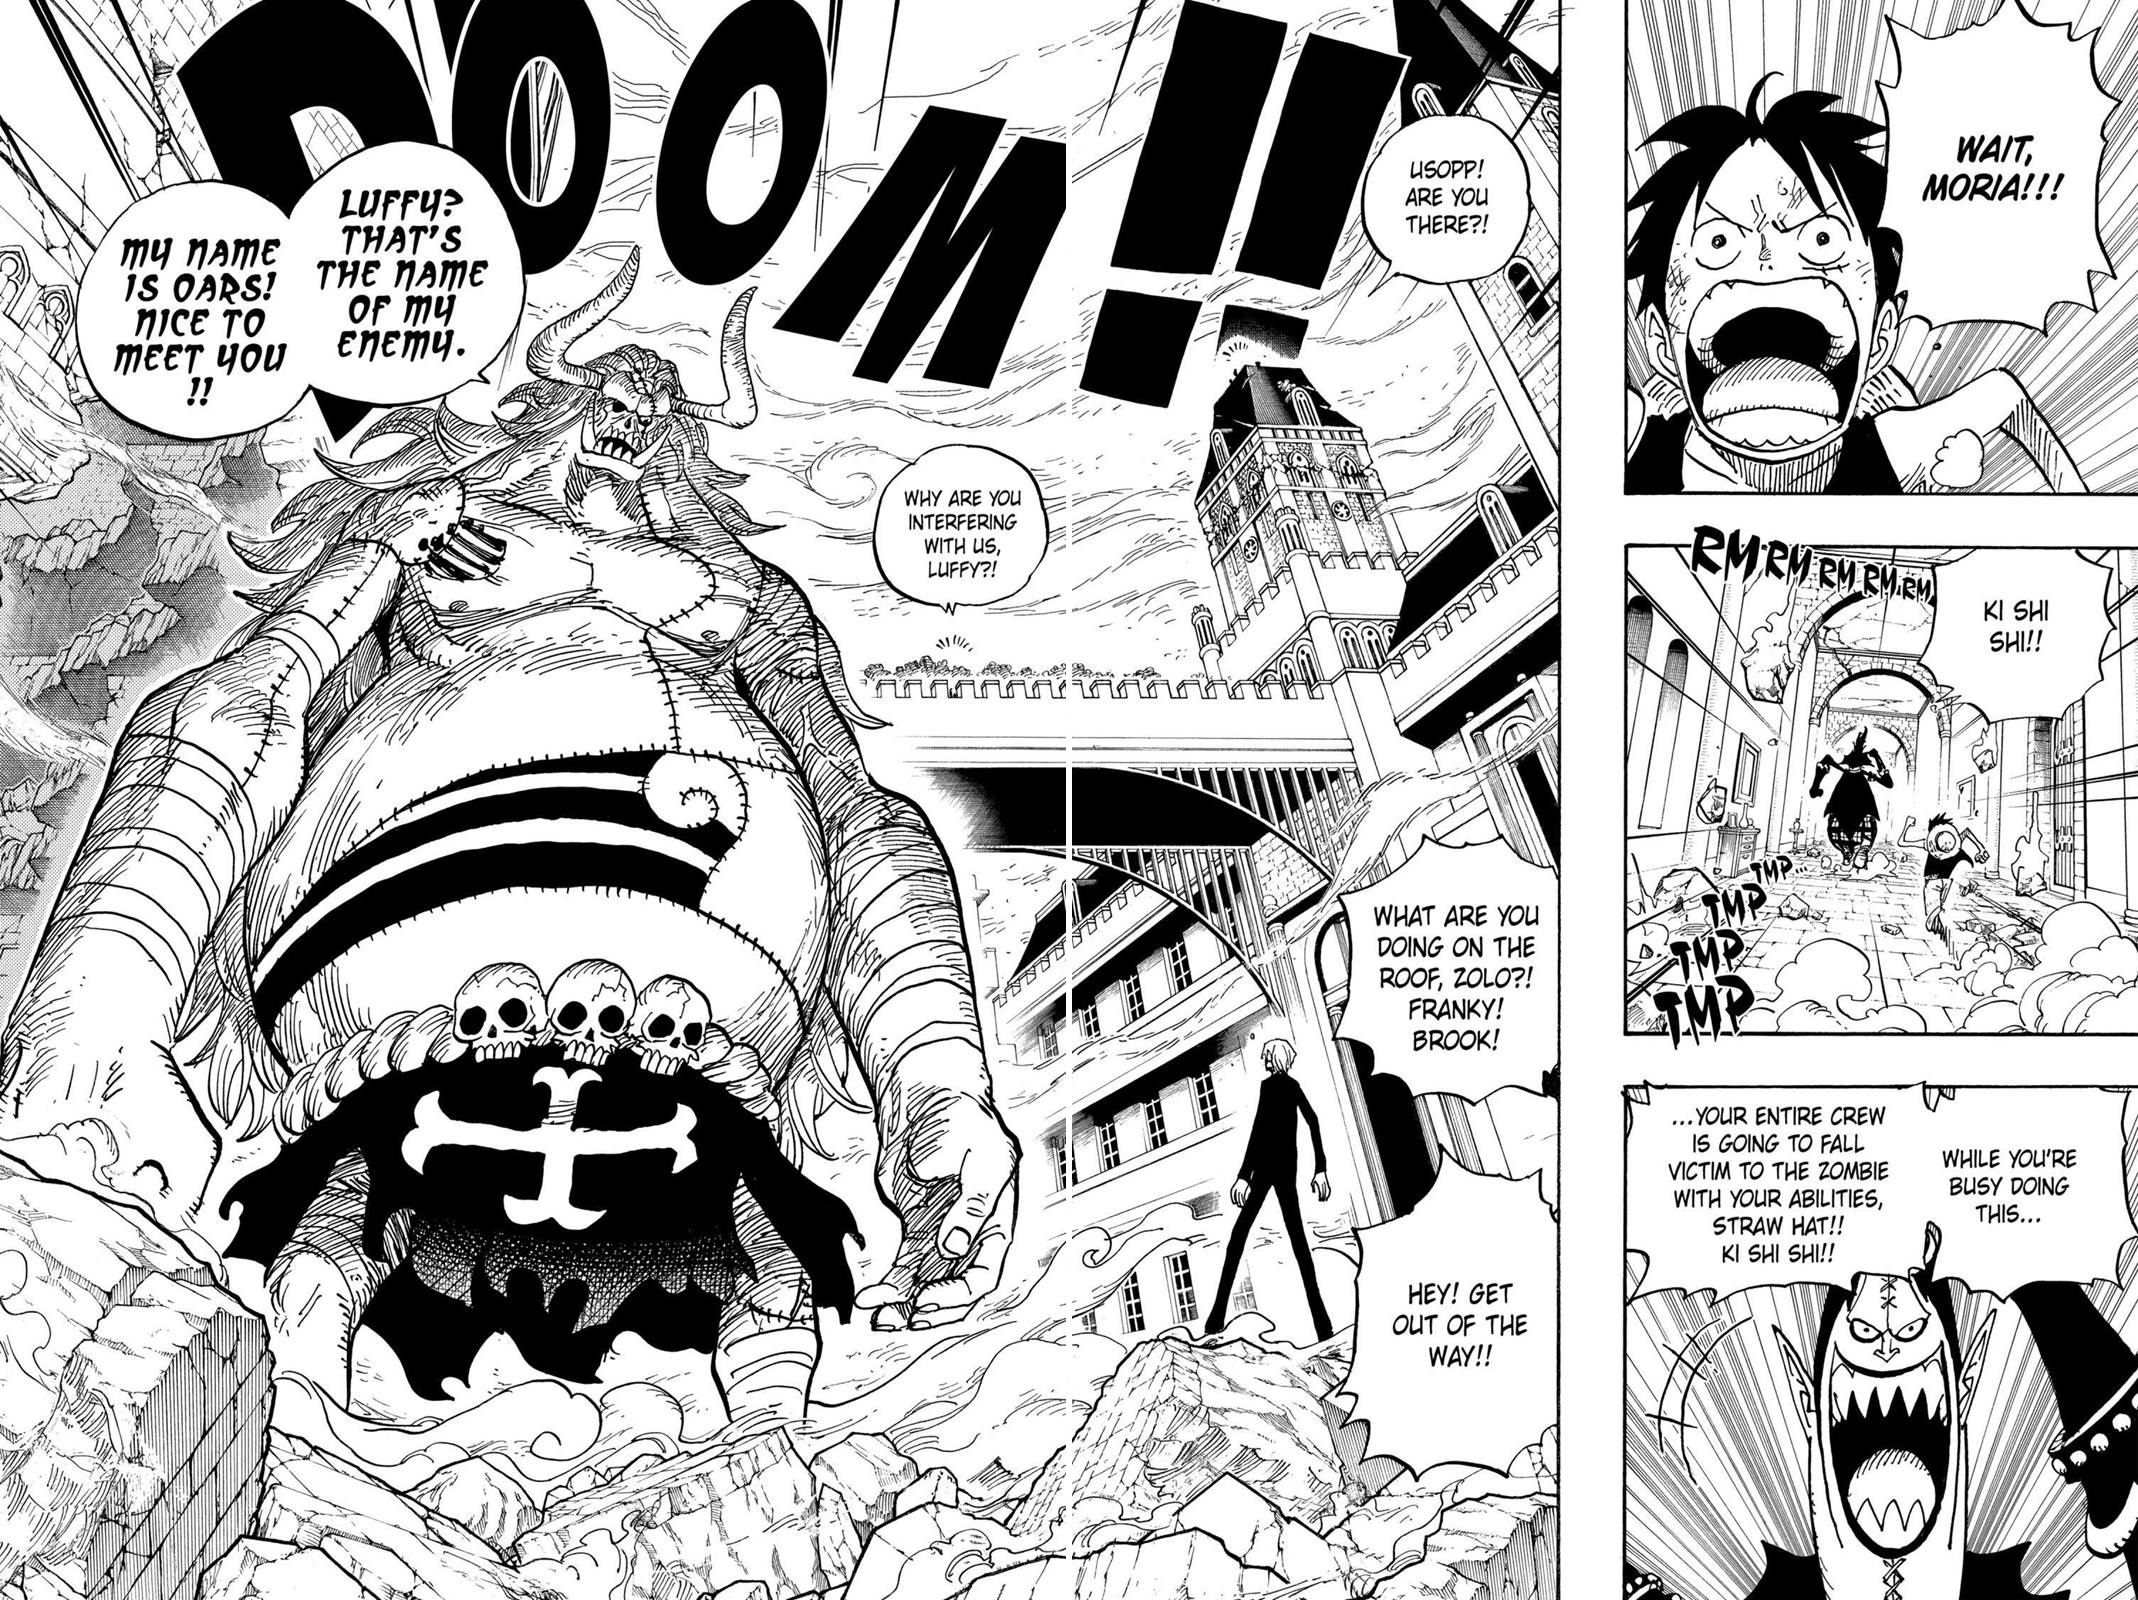 WAIT,
MORIA!!!
RM RM RM RM RM
KI SHI
SHI!!
TMP...
TMP
TMP
TMP
WHILE YOU'RE
BUSY DOING
THIS...
...YOUR ENTIRE CREW
IS GOING TO FALL
VICTIM TO THE ZOMBIE
WITH YOUR ABILITIES,
STRAW HAT!!
KI SHI SHI!!
USOPP!
ARE YOU
THERE?!
WHAT ARE YOU
DOING ON THE
ROOF, ZOLO?!
FRANKY!
BROOK!
HEY! GET
OUT OF THE
WAY!!
DOOM!!
WHY ARE YOU
INTERFERING
WITH US,
LUFFY?!
LUFFY?
THAT'S
THE NAME
OF MY
ENEMY.
MY NAME
IS OARS!
NICE TO
MEET YOU
!!